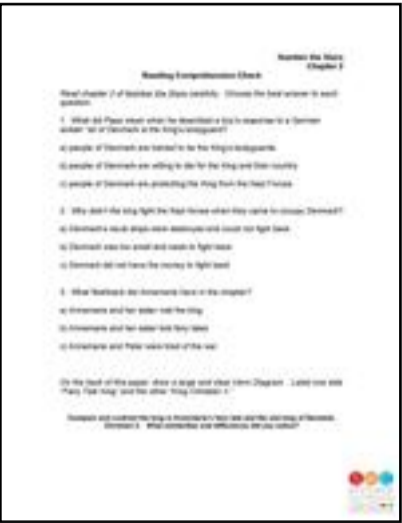 Number the Stars
Chapter 2
Reading Comprehension Check
Read chapter 2 of Number the Stars carefully. Choose the best answer to each
question.
1. What did Papa mean when he described a boy's response to a German
soldier "all of Denmark is the King's bodyguard"?
a) people of Denmark are trained to be the King's bodyguards
b) people of Denmark are willing to die for the King and their country
c) people of Denmark are protecting the King from the Nazi Forces
2. Why didn't the king fight the Nazi forces when they came to occupy Denmark?
a) Denmark's naval ships were destroyed and could not fight back
b) Denmark was too small and weak to fight back
c) Denmark did not have the money to fight back
3. What flashback did Annemarie have in the chapter?
a) Annemarie and her sister met the king
b) Annemarie and her sister told fairy tales
c) Annemarie and Peter were tired of the war
On the back of this paper, draw a large and clear Venn Diagram. Label one side
"Fairy Tale King" and the other "King Christian X."
Compare and contrast the king in Annemarie's fairy tale and the real king of Denmark,
Christian X. What similarities and differences did you notice?